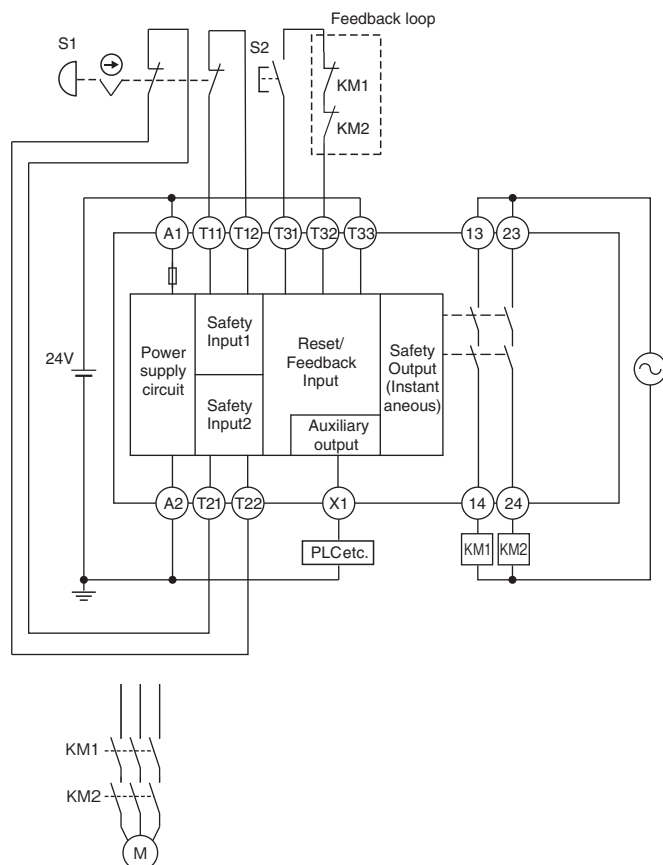 Feedback loop
S1
S2
KM1
KM2
A1
T11
T12
T31
T32
T33
13
23
24V
Power
supply
circuit
Safety
Input1
Safety
Input2
Reset/
Feedback
Input
Auxiliary
output
Safety
Output
(Instant
aneous)
A2
T21
T22
X1
14
24
PLC etc.
KM1
KM2
KM1
KM2
M